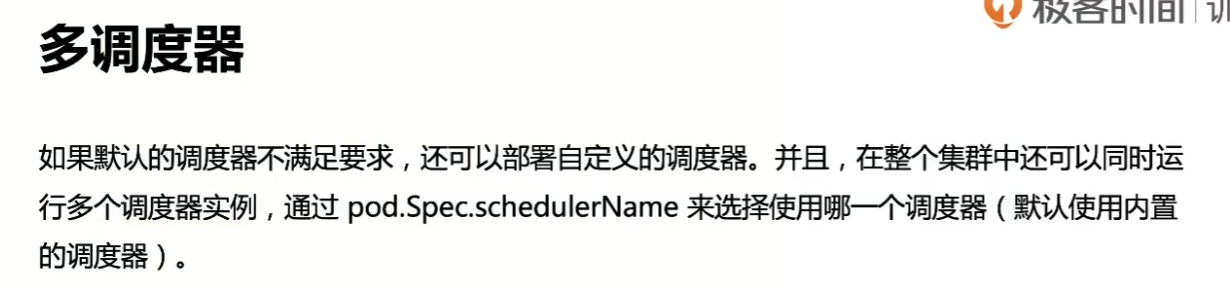 极客时间
多调度器
如果默认的调度器不满足要求，还可以部署自定义的调度器。并且，在整个集群中还可以同时运
行多个调度器实例，通过 pod.Spec.schedulerName 来选择使用哪一个调度器（默认使用内置
的调度器）。